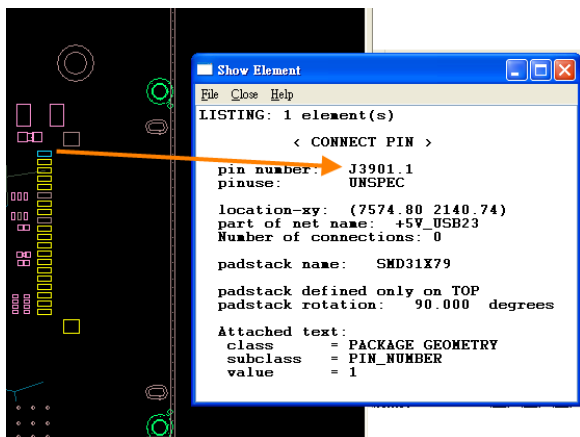 Show Element
File Close Help
LISTING: 1 element(s)
< CONNECT PIN >
pin number: J3901.1
pinuse: UNSPEC
location-xy: (7574.80 2140.74)
part of net name: +5V_USB23
Number of connections: 0
padstack name: SMD31X79
padstack defined only on TOP
padstack rotation: 90.000 degrees
Attached text:
class = PACKAGE GEOMETRY
subclass = PIN_NUMBER
value = 1